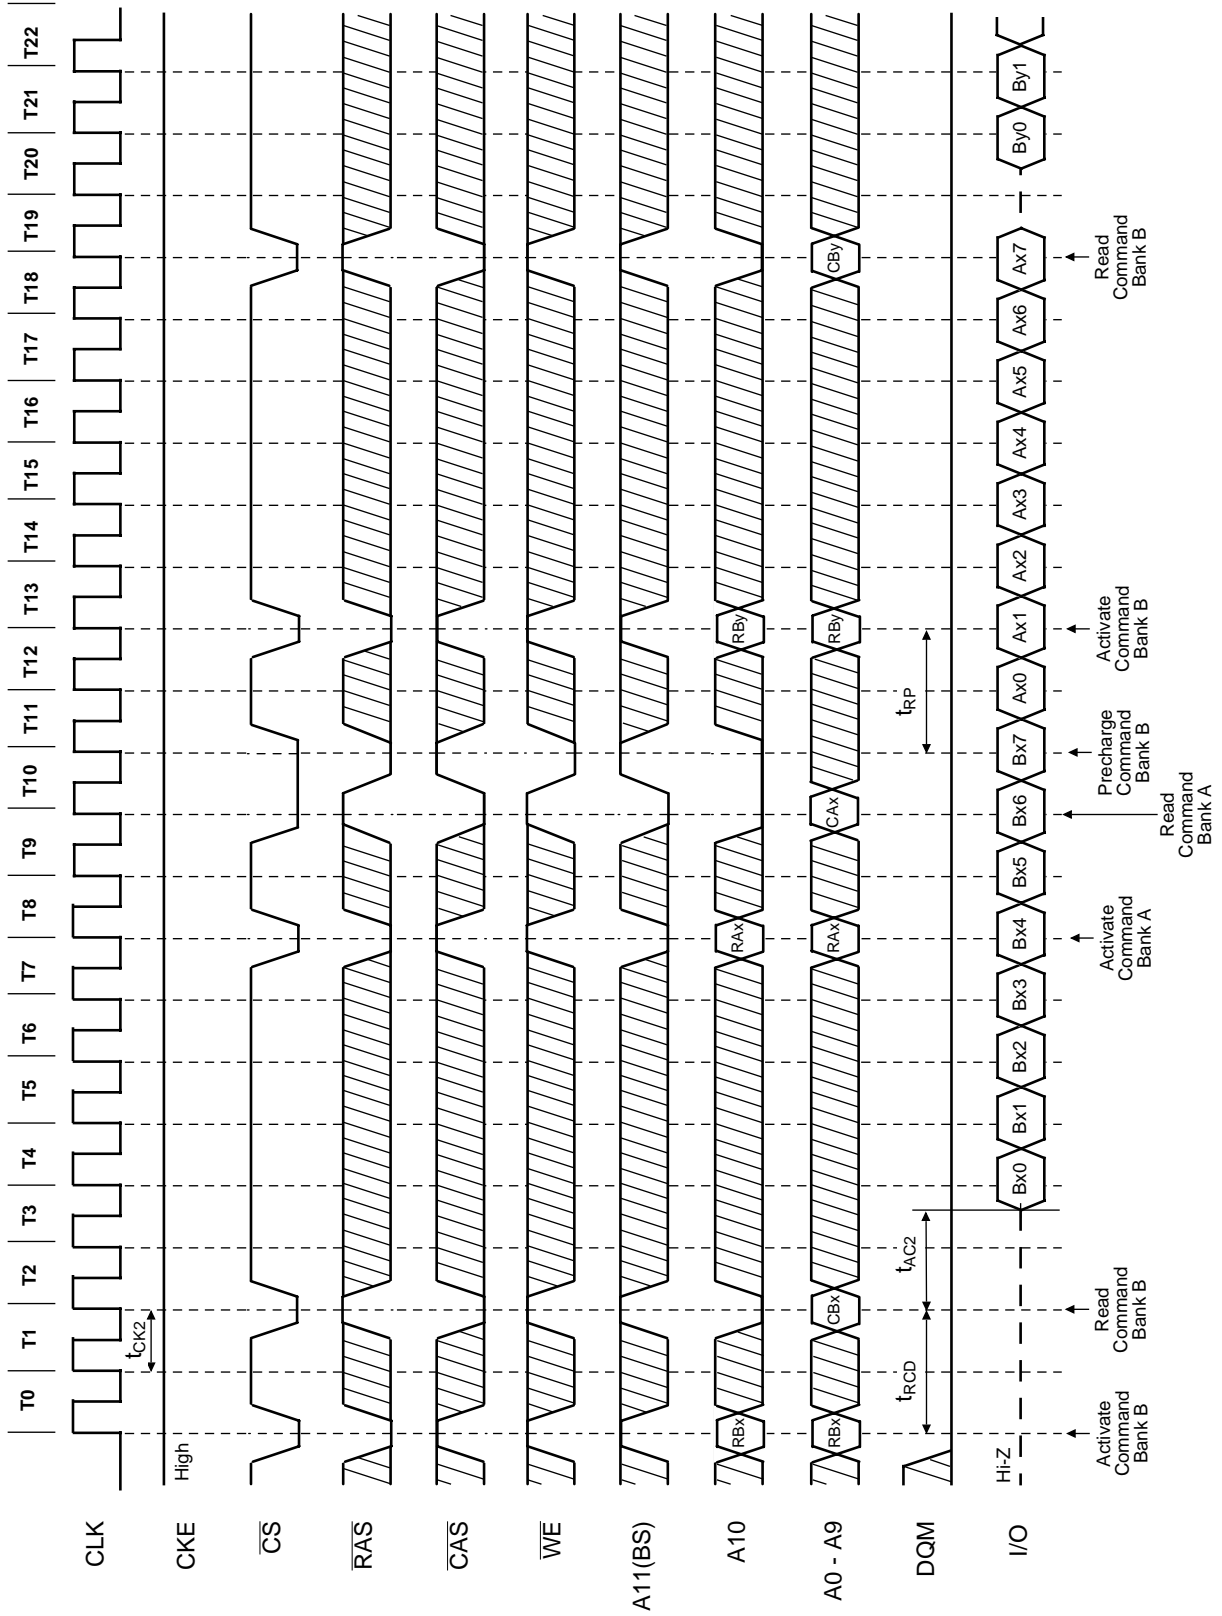 T0 T1 T2 T3 T4 T5 T6 T7 T8 T9 T10 T11 T12 T13 T14 T15 T16 T17 T18 T19 T20 T21 T22
CLK
tCK2
CKE
High
CS
RAS
CAS
WE
A11(BS)
A10 RBx RAx RBy
A0 - A9 RBx CBx RAx CAx RBy CBy
DQM tRCD tAC2 tRP
I/O Hi-Z Bx0 Bx1 Bx2 Bx3 Bx4 Bx5 Bx6 Bx7 Ax0 Ax1 Ax2 Ax3 Ax4 Ax5 Ax6 Ax7 By0 By1
Activate
Command
Bank B
Read
Command
Bank B
Activate
Command
Bank A
Read
Command
Bank A
Precharge
Command
Bank B
Activate
Command
Bank B
Read
Command
Bank B